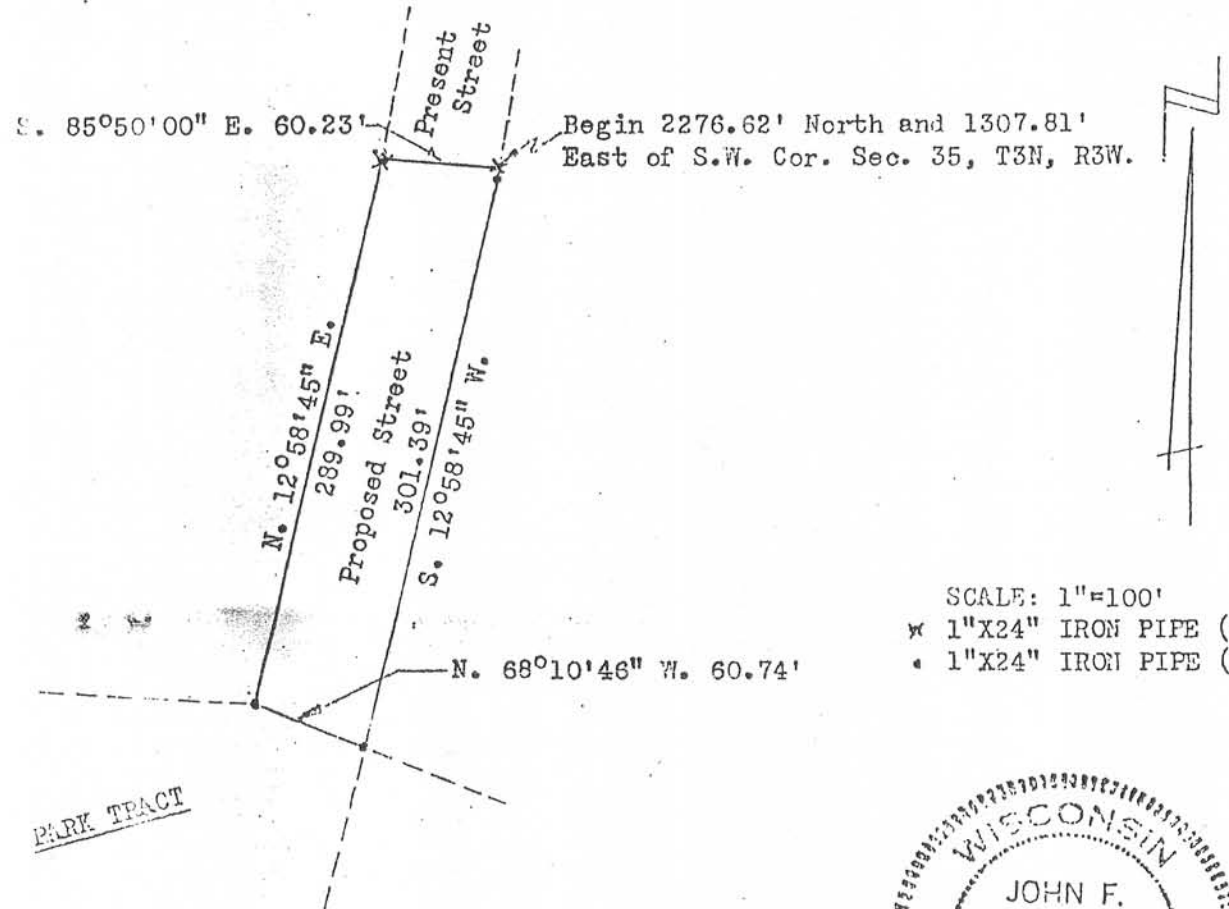 Present
Street
S. 85°50'00" E. 60.23'
Begin 2276.62' North and 1307.81'
East of S.W. Cor. Sec. 35, T3N, R3W.
N. 12°58'45" E.
289.99'
Proposed Street
301.39'
S. 12°58'45" W.
N. 68°10'46" W. 60.74'
SCALE: 1"=100'
1"X24" IRON PIPE (
1"X24" IRON PIPE (
PARK TRACT
WISCONSIN
JOHN F.